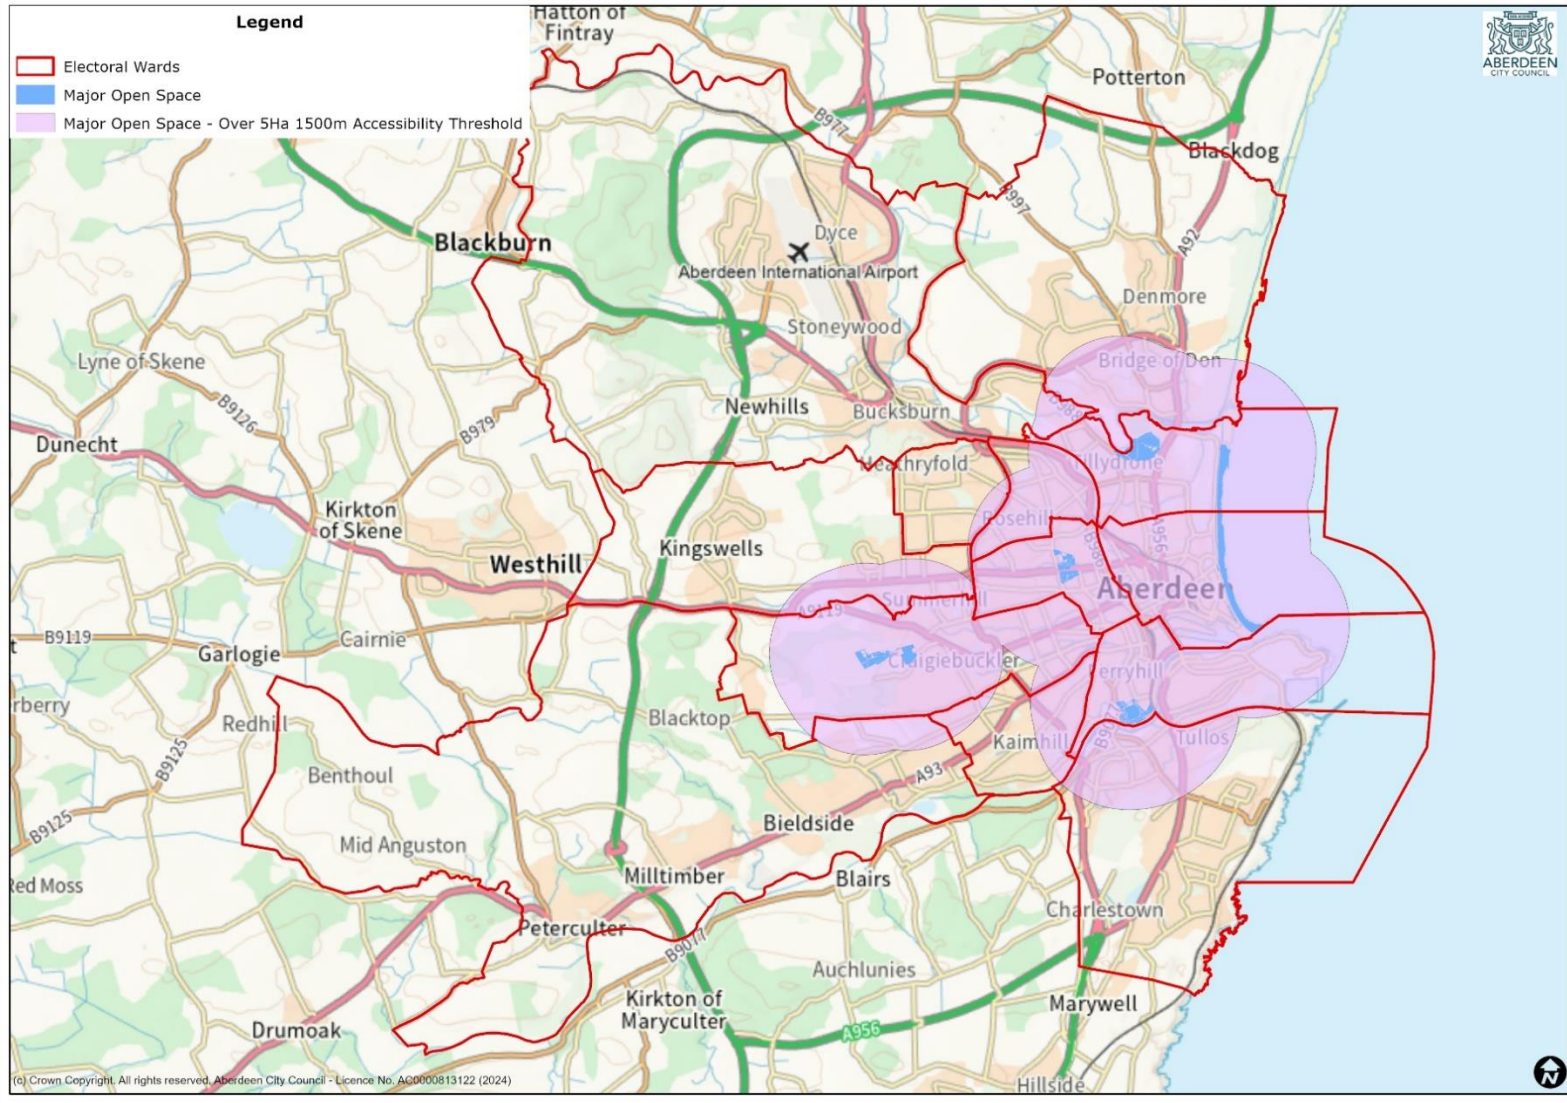 Legend
Electoral Wards
Major Open Space
Major Open Space - Over 5Ha 1500m Accessibility Threshold
Hatton of
Fintray
ABERDEEN
CITY COUNCIL
Potterton
B977
Blackdog
B997
Dyce
Blackburn
A92
Aberdeen International Airport
Denmore
Stoneywood
Lyne of Skene
Bridge of Don
B9126
Newhills
Bucksburn
B979
Dunecht
Heathryfold
Tillydrone
Kirkton
of Skene
Rosehill
Kingswells
A956
Westhill
Aberdeen
Summerhill
A9119
B9119
Cairnie
Garlogie
Craigiebuckler
erryhill
rberry
Redhill
Blacktop
B9077
Kaimhill
Tullos
B9125
Benthoul
A93
B9125
Bieldside
Mid Anguston
Red Moss
Milltimber
Blairs
Charlestown
Peterculter
B9077
Auchlunies
Kirkton of
Maryculter
Marywell
Drumoak
A956
(c) Crown Copyright. All rights reserved. Aberdeen City Council - Licence No. AC0000813122 (2024)
Hillside
N